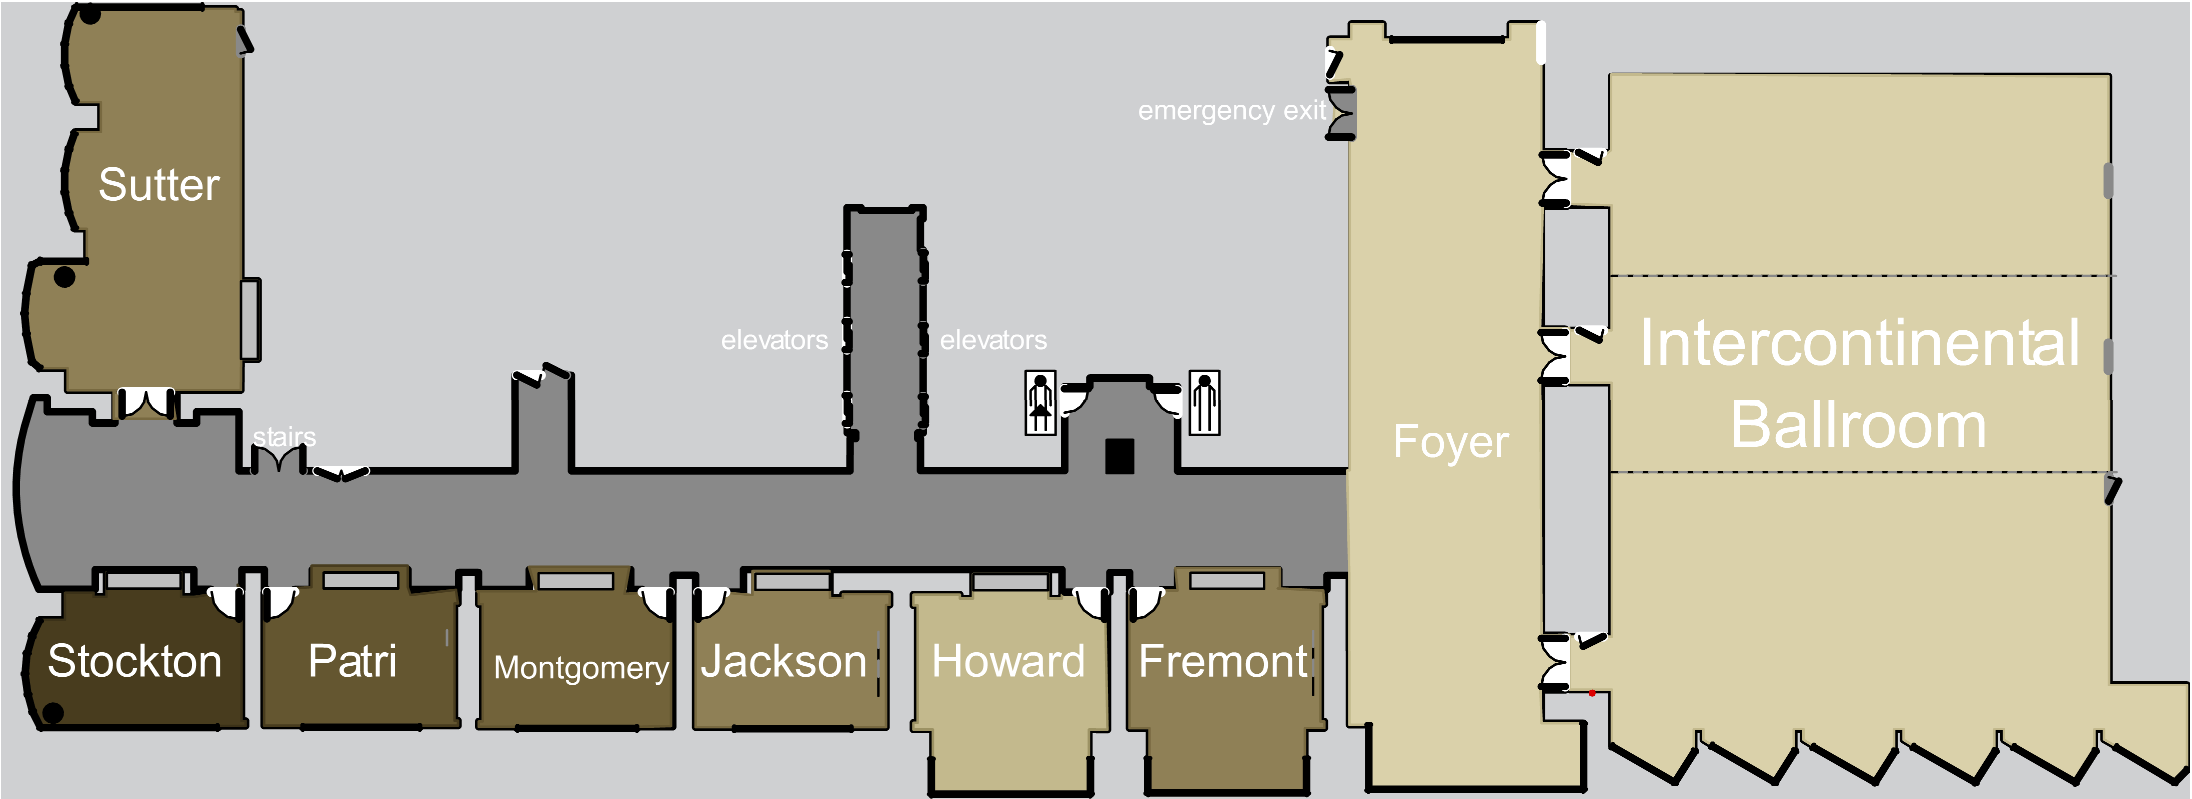 emergency exit
Sutter
Intercontinental
Ballroom
elevators
elevators
Foyer
stairs
Stockton
Patri
Montgomery
Jackson
Howard
Fremont